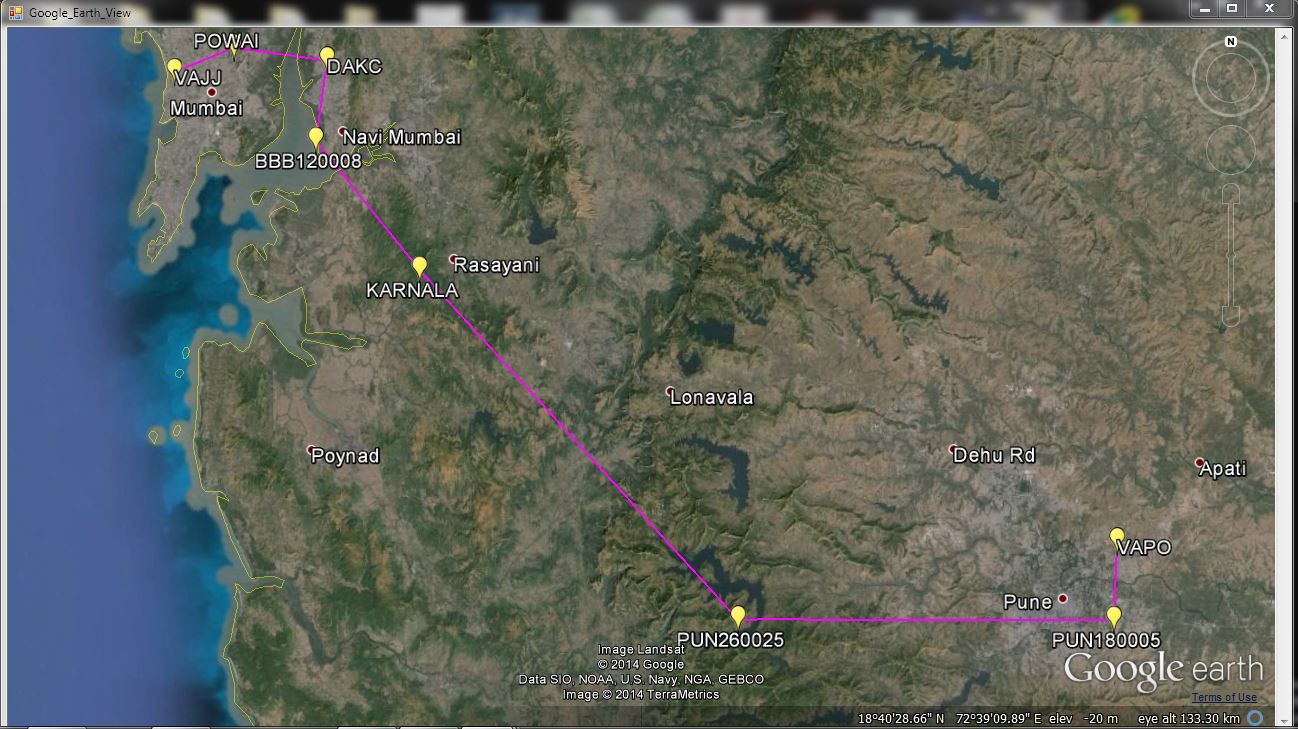 Google_Earth_View
N
POWAI
DAKC
VAJJ
Mumbai
Navi Mumbai
BBB120008
Rasayani
KARNALA
Lonavala
Poynad
Dehu Rd
Apati
VAPO
Pune
PUN260025
PUN180005
Image Landsat
© 2014 Google
Data SIO, NOAA, U.S. Navy, NGA, GEBCO
Image © 2014 TerraMetrics
Google earth
Terms of Use
18°40'28.66" N 72°39'09.89" E elev -20 m eye alt 133.30 km